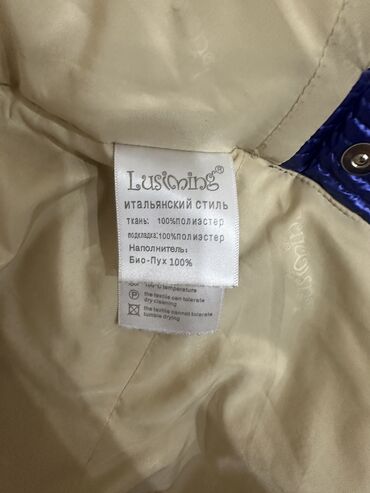 Lusiming®
итальянский стиль
ткань: 100%полиэстер
подкладка:100%полиэстер
Наполнитель:
Био-Пух 100%
temperature
the textile can tolerate
dry cleaning
the textile cannot tolerate
tumble drying